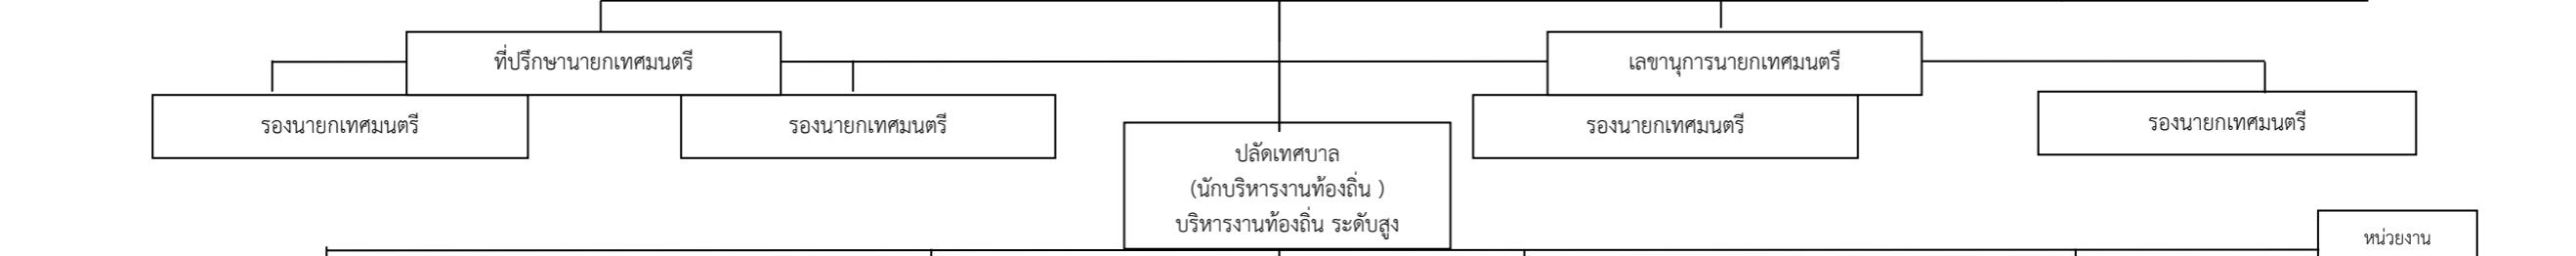 ที่ปรึกษานายกเทศมนตรี
เลขานุการนายกเทศมนตรี
รองนายกเทศมนตรี
รองนายกเทศมนตรี
รองนายกเทศมนตรี
รองนายกเทศมนตรี
ปลัดเทศบาล
(นักบริหารงานท้องถิ่น )
บริหารงานท้องถิ่น ระดับสูง
หน่วยงาน